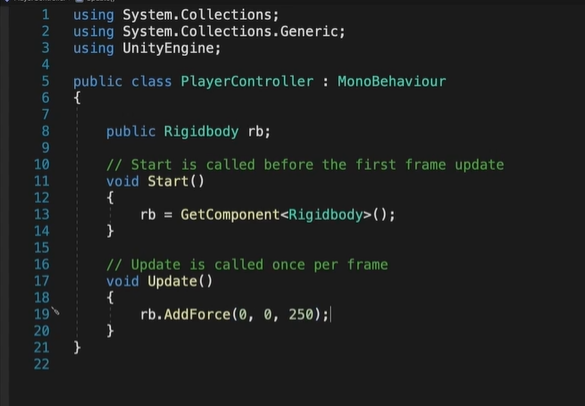 1 using System.Collections;
2 using System.Collections.Generic;
3 using UnityEngine;
4
5 public class PlayerController : MonoBehaviour
6 {
7
8 public Rigidbody rb;
9
10 // Start is called before the first frame update
11 void Start()
12 {
13 rb = GetComponent<Rigidbody>();
14 }
15
16 // Update is called once per frame
17 void Update()
18 {
19 rb.AddForce(0, 0, 250);
20 }
21 }
22